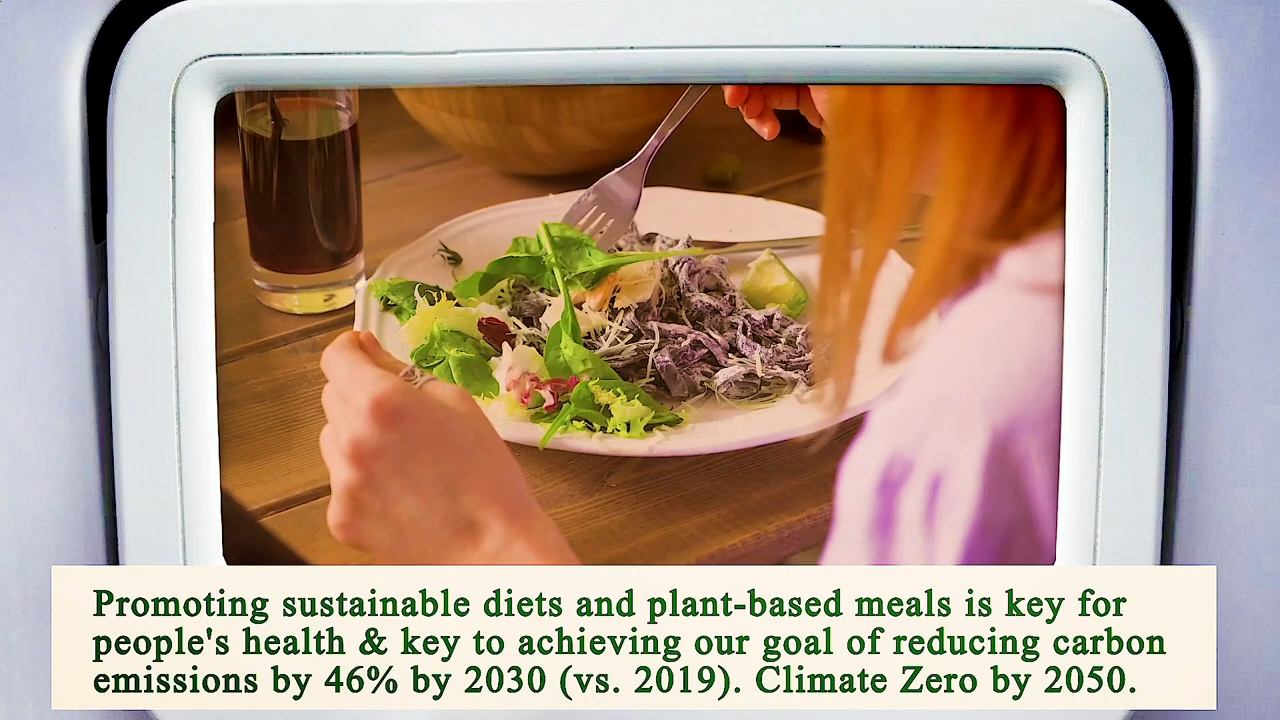 Promoting sustainable diets and plant-based meals is key for
people's health & key to achieving our goal of reducing carbon
emissions by 46% by 2030 (vs. 2019). Climate Zero by 2050.